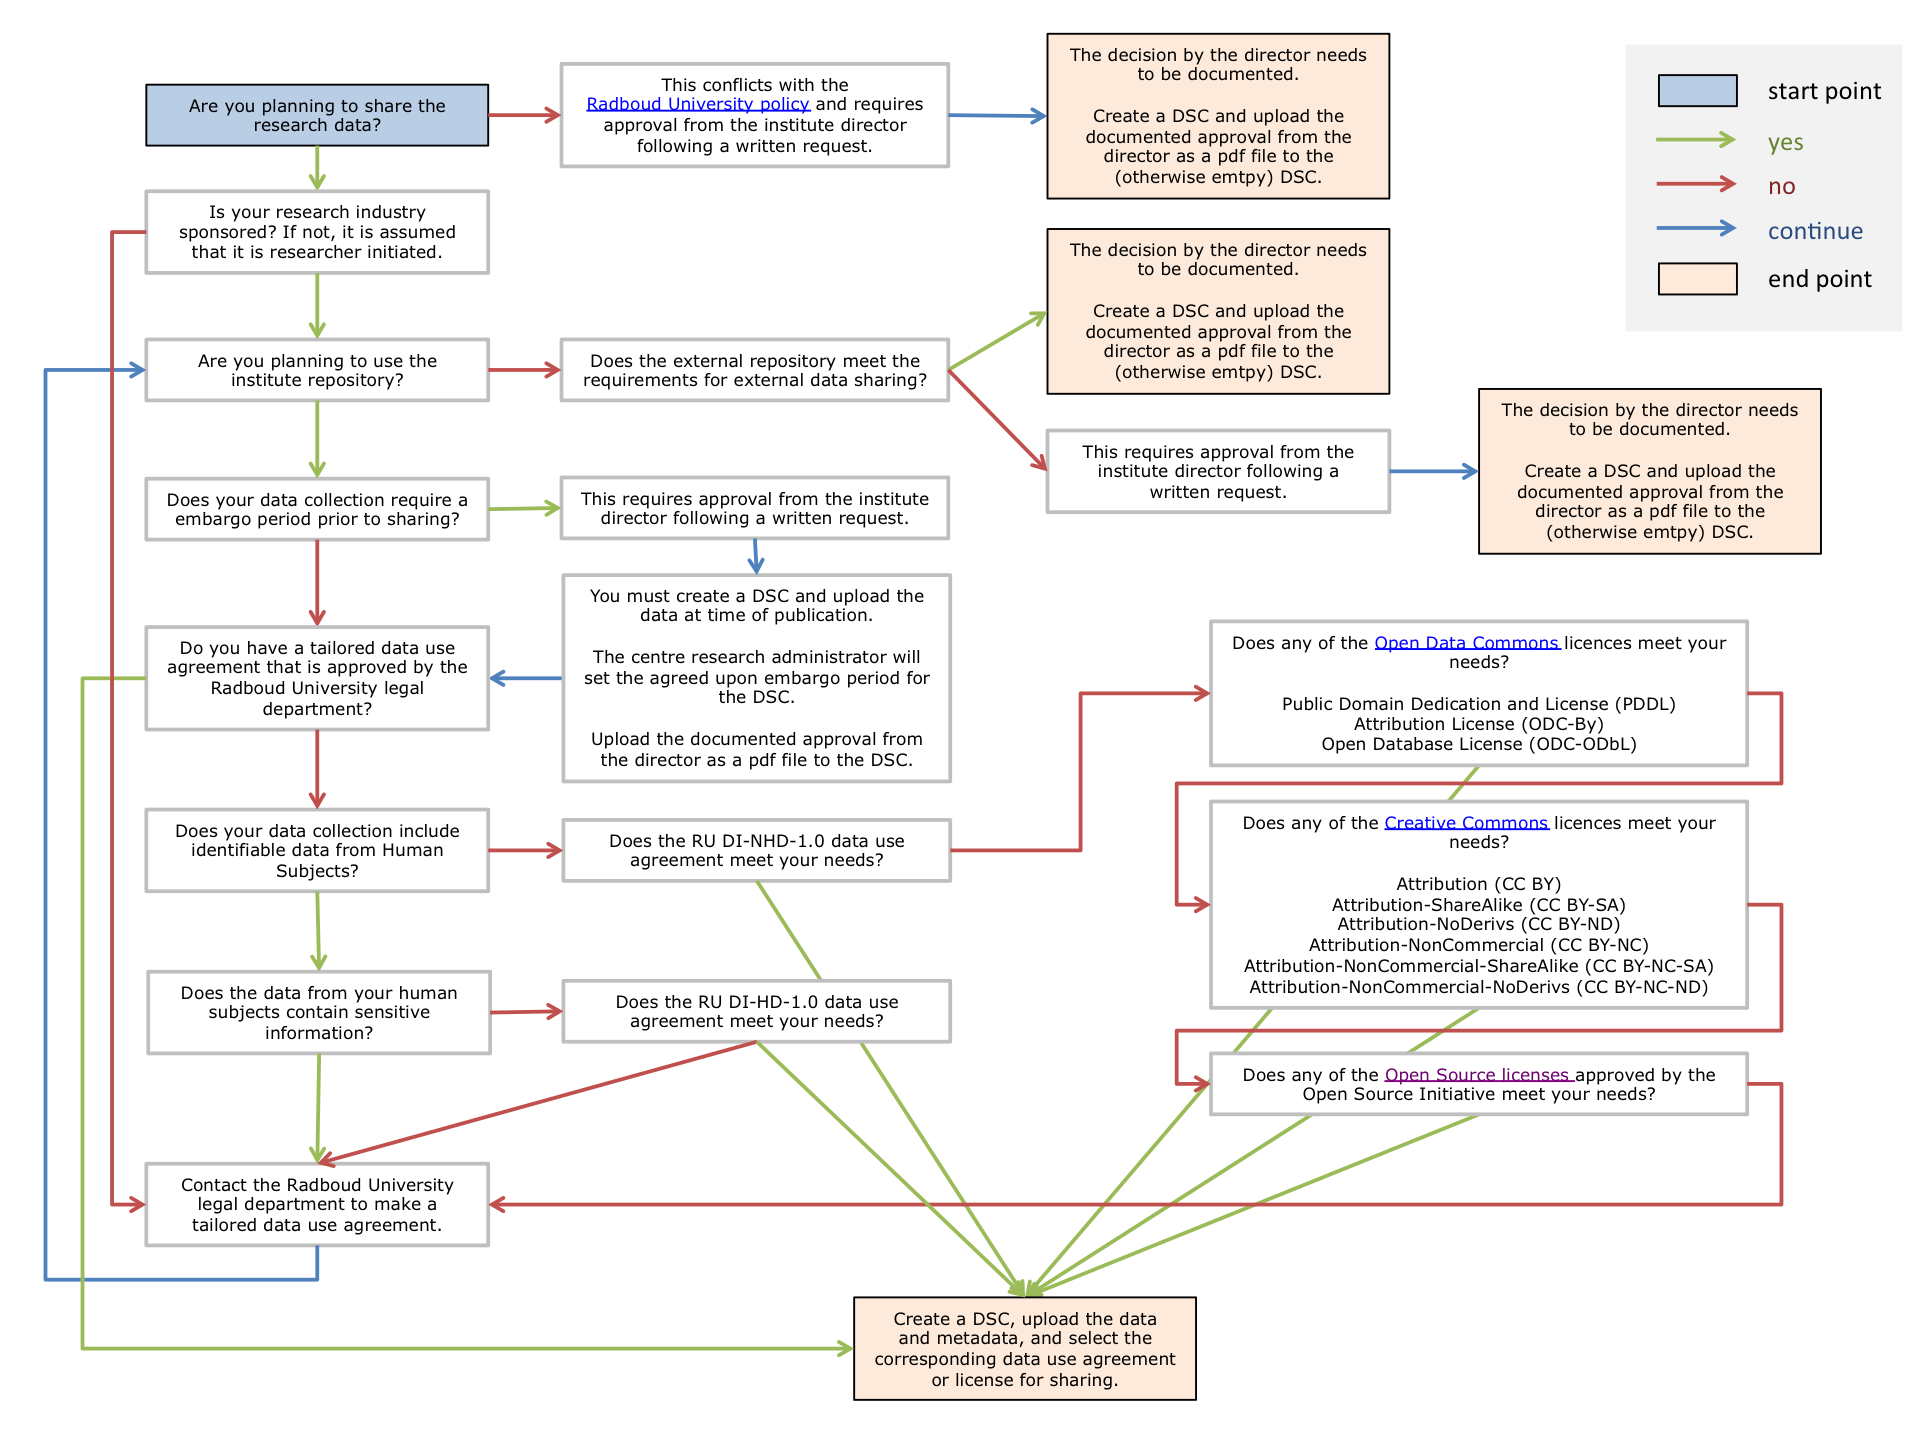 Are you planning to share the
research data?
This conflicts with the
Radboud University policy and requires
approval from the institute director
following a written request.
The decision by the director needs
to be documented.
Create a DSC and upload the
documented approval from the
director as a pdf file to the
(otherwise emtpy) DSC.
start point
yes
no
continue
end point
Is your research industry
sponsored? If not, it is assumed
that it is researcher initiated.
The decision by the director needs
to be documented.
Create a DSC and upload the
documented approval from the
director as a pdf file to the
(otherwise emtpy) DSC.
Are you planning to use the
institute repository?
Does the external repository meet the
requirements for external data sharing?
This requires approval from the
institute director following a
written request.
The decision by the director needs
to be documented.
Create a DSC and upload the
documented approval from the
director as a pdf file to the
(otherwise emtpy) DSC.
Does your data collection require a
embargo period prior to sharing?
This requires approval from the institute
director following a written request.
You must create a DSC and upload the
data at time of publication.
The centre research administrator will
set the agreed upon embargo period for
the DSC.
Upload the documented approval from
the director as a pdf file to the DSC.
Do you have a tailored data use
agreement that is approved by the
Radboud University legal
department?
Does any of the Open Data Commons licences meet your
needs?
Public Domain Dedication and License (PDDL)
Attribution License (ODC-By)
Open Database License (ODC-ODbL)
Does your data collection include
identifiable data from Human
Subjects?
Does the RU DI-NHD-1.0 data use
agreement meet your needs?
Does any of the Creative Commons licences meet your
needs?
Attribution (CC BY)
Attribution-ShareAlike (CC BY-SA)
Attribution-NoDerivs (CC BY-ND)
Attribution-NonCommercial (CC BY-NC)
Attribution-NonCommercial-ShareAlike (CC BY-NC-SA)
Attribution-NonCommercial-NoDerivs (CC BY-NC-ND)
Does the data from your human
subjects contain sensitive
information?
Does the RU DI-HD-1.0 data use
agreement meet your needs?
Does any of the Open Source licenses approved by the
Open Source Initiative meet your needs?
Contact the Radboud University
legal department to make a
tailored data use agreement.
Create a DSC, upload the data
and metadata, and select the
corresponding data use agreement
or license for sharing.